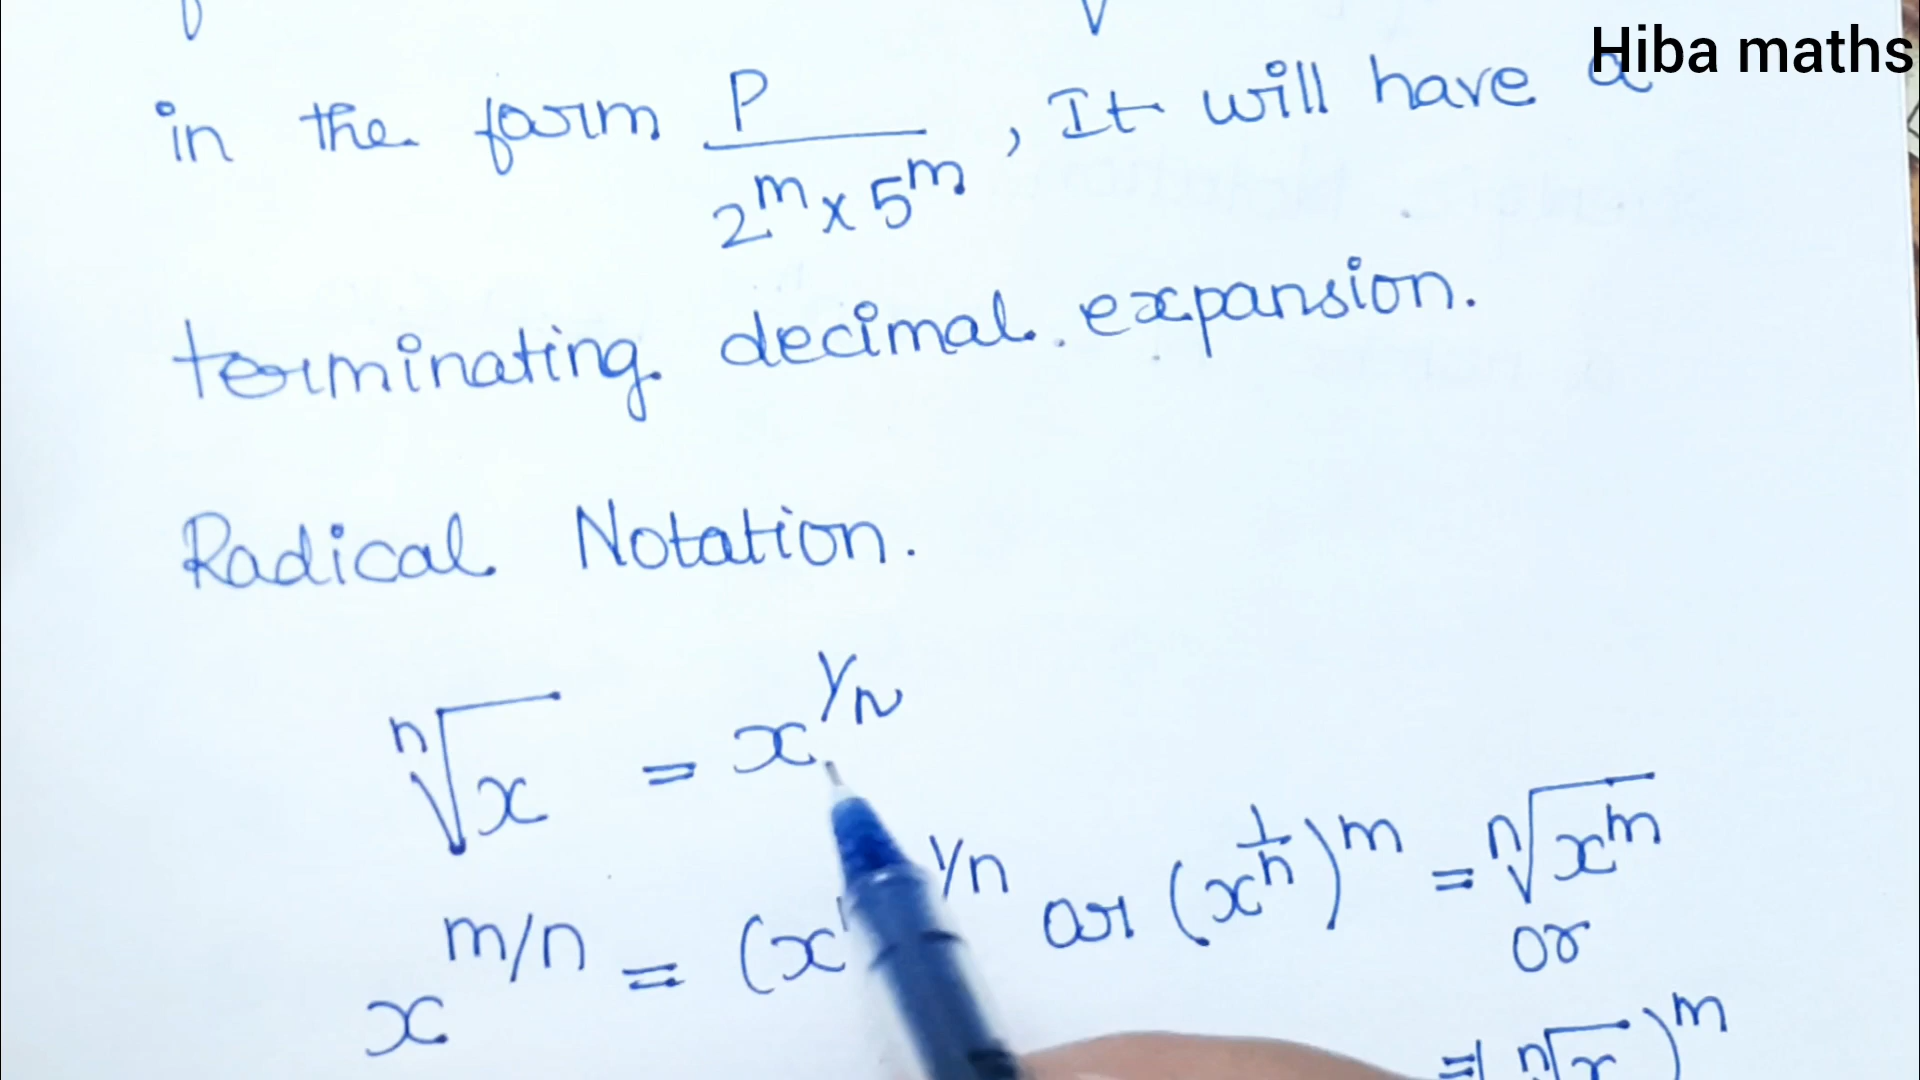 Hiba maths
in the form P / 2^m x 5^m , It will have a
terminating decimal expansion.
Radical Notation.
ⁿ√x = x^1/n
x^m/n = (x 1/n or (x^1/n)^m = ⁿ√x^m
or
= ( ⁿ√x )^m